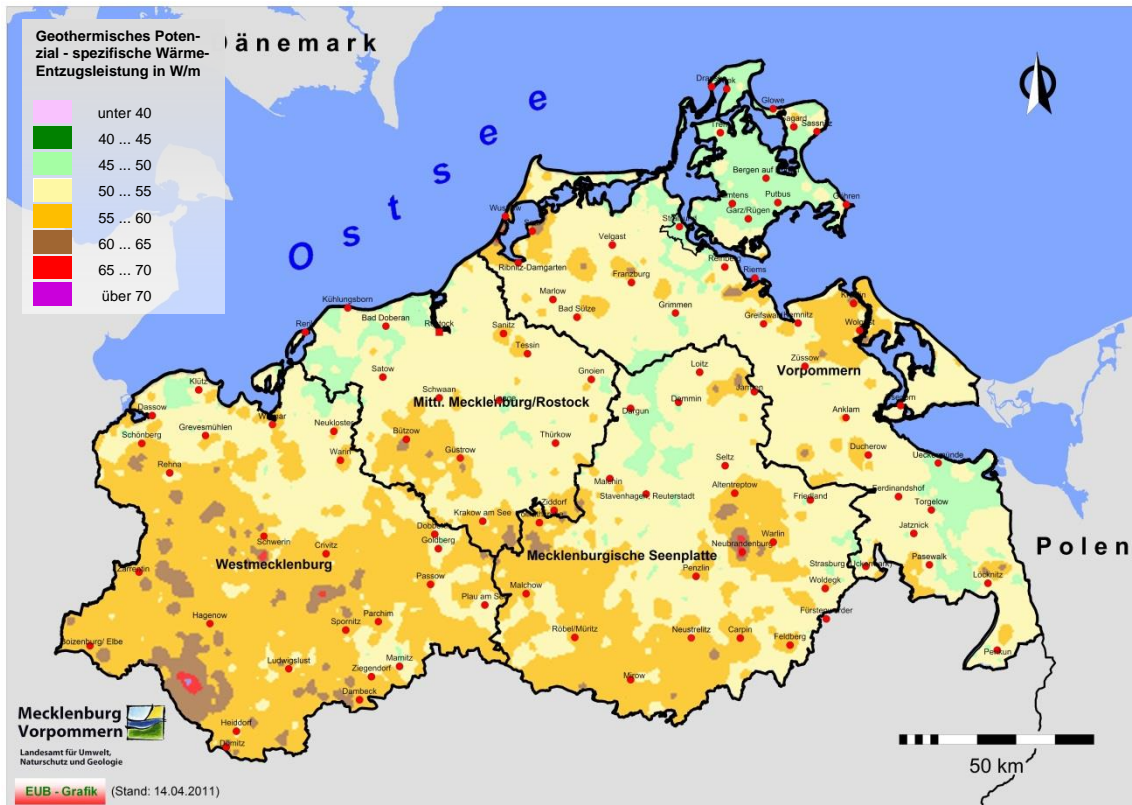 Geothermisches Poten-
zial - spezifische Wärme-
Entzugsleistung in W/m
unter 40
40 ... 45
45 ... 50
50 ... 55
55 ... 60
60 ... 65
65 ... 70
über 70
Dänemark
Ostsee
Glowe
Sagard
Sassnitz
Bergen auf
Putbus
Garz/Rügen
Göhren
Velgast
Ribnitz-Damgarten
Franzburg
Reinberg
Riems
Marlow
Bad Sülze
Grimmen
Greifswald
Wolgast
Kühlungsborn
Bad Doberan
Rerik
Sanitz
Tessin
Züssow
Vorpommern
Satow
Gnoien
Loitz
Jarmen
Klütz
Schwaan
Mittl. Mecklenburg/Rostock
Dargun
Demmin
Anklam
Dassow
Grevesmühlen
Wismar
Neukloster
Schönberg
Bützow
Thürkow
Ducherow
Rehna
Warin
Güstrow
Seltz
Ueckermünde
Malchin
Stavenhagen, Reuterstadt
Altentreptow
Friedland
Ferdinandshof
Torgelow
Ziddorf
Krakow am See
Jatznick
Schwerin
Goldberg
Neubrandenburg
Warlin
Polen
Crivitz
Westmecklenburg
Mecklenburgische Seenplatte
Penzlin
Strasburg (Uckermark)
Pasewalk
Löcknitz
Zarrentin
Passow
Malchow
Woldegk
Plau am See
Hagenow
Parchim
Spornitz
Fürstenwerder
Röbel/Müritz
Neustrelitz
Carpin
Feldberg
Boizenburg/ Elbe
Penkun
Ludwigslust
Marnitz
Ziegendorf
Mirow
Dambeck
Heiddorf
Dömitz
Mecklenburg
Vorpommern
Landesamt für Umwelt,
Naturschutz und Geologie
50 km
EUB - Grafik (Stand: 14.04.2011)